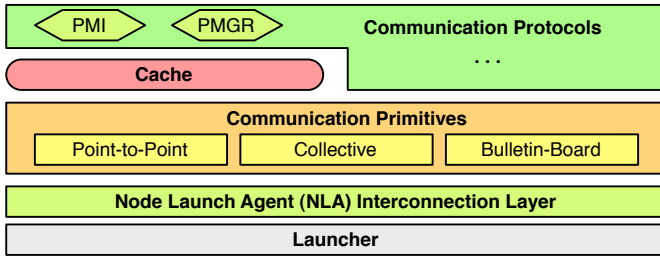 PMI
PMGR
Communication Protocols
. . .
Cache
Communication Primitives
Point-to-Point
Collective
Bulletin-Board
Node Launch Agent (NLA) Interconnection Layer
Launcher